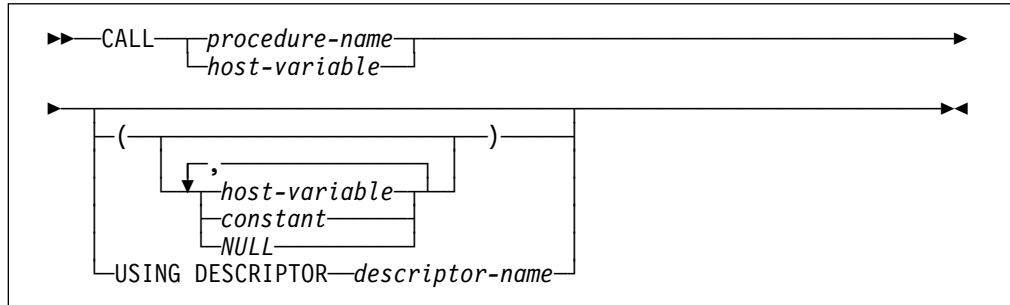 CALL procedure-name
host-variable
( )
,
host-variable
constant
NULL
USING DESCRIPTOR descriptor-name